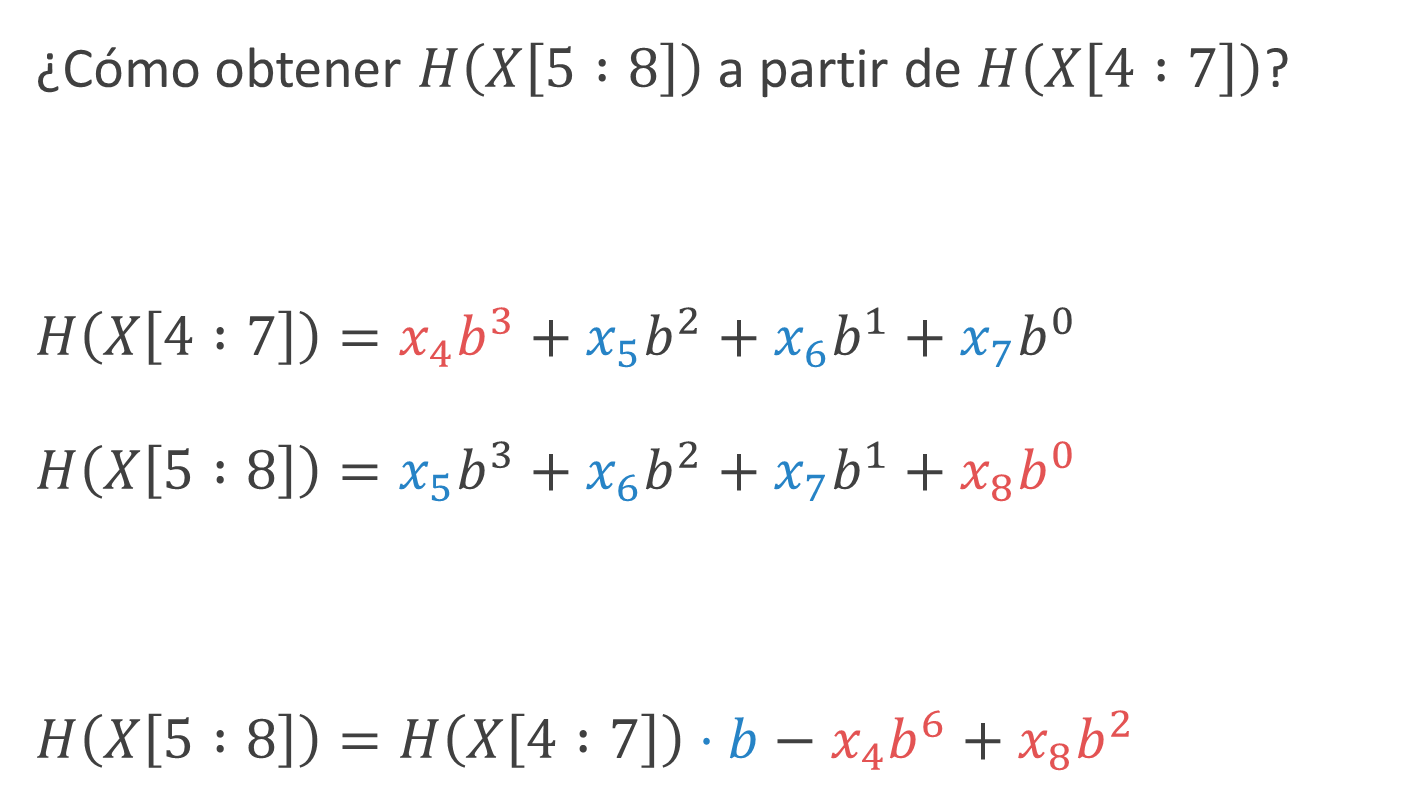 ¿Cómo obtener H(X[5 : 8]) a partir de H(X[4 : 7])?
H(X[4 : 7]) = x₄b³ + x₅b² + x₆b¹ + x₇b⁰
H(X[5 : 8]) = x₅b³ + x₆b² + x₇b¹ + x₈b⁰
H(X[5 : 8]) = H(X[4 : 7]) · b − x₄b⁶ + x₈b²